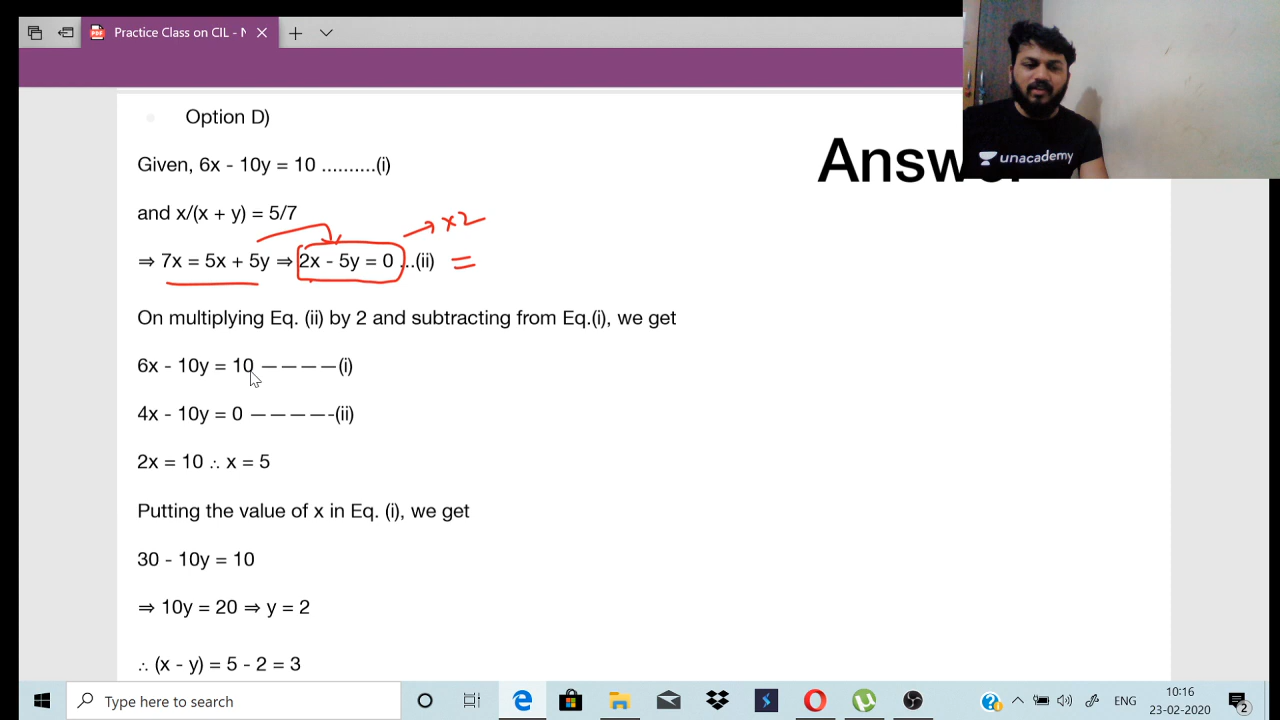 Practice Class on CIL - N
Option D)
Answe
unacademy
Given, 6x - 10y = 10 ..........(i)
and x/(x + y) = 5/7
→ x2
⇒ 7x = 5x + 5y ⇒ 2x - 5y = 0 ...(ii) =
On multiplying Eq. (ii) by 2 and subtracting from Eq.(i), we get
6x - 10y = 10 — — — —(i)
4x - 10y = 0 — — — —-(ii)
2x = 10 ∴ x = 5
Putting the value of x in Eq. (i), we get
30 - 10y = 10
⇒ 10y = 20 ⇒ y = 2
∴ (x - y) = 5 - 2 = 3
Type here to search
ENG
10:16
23-02-2020
2